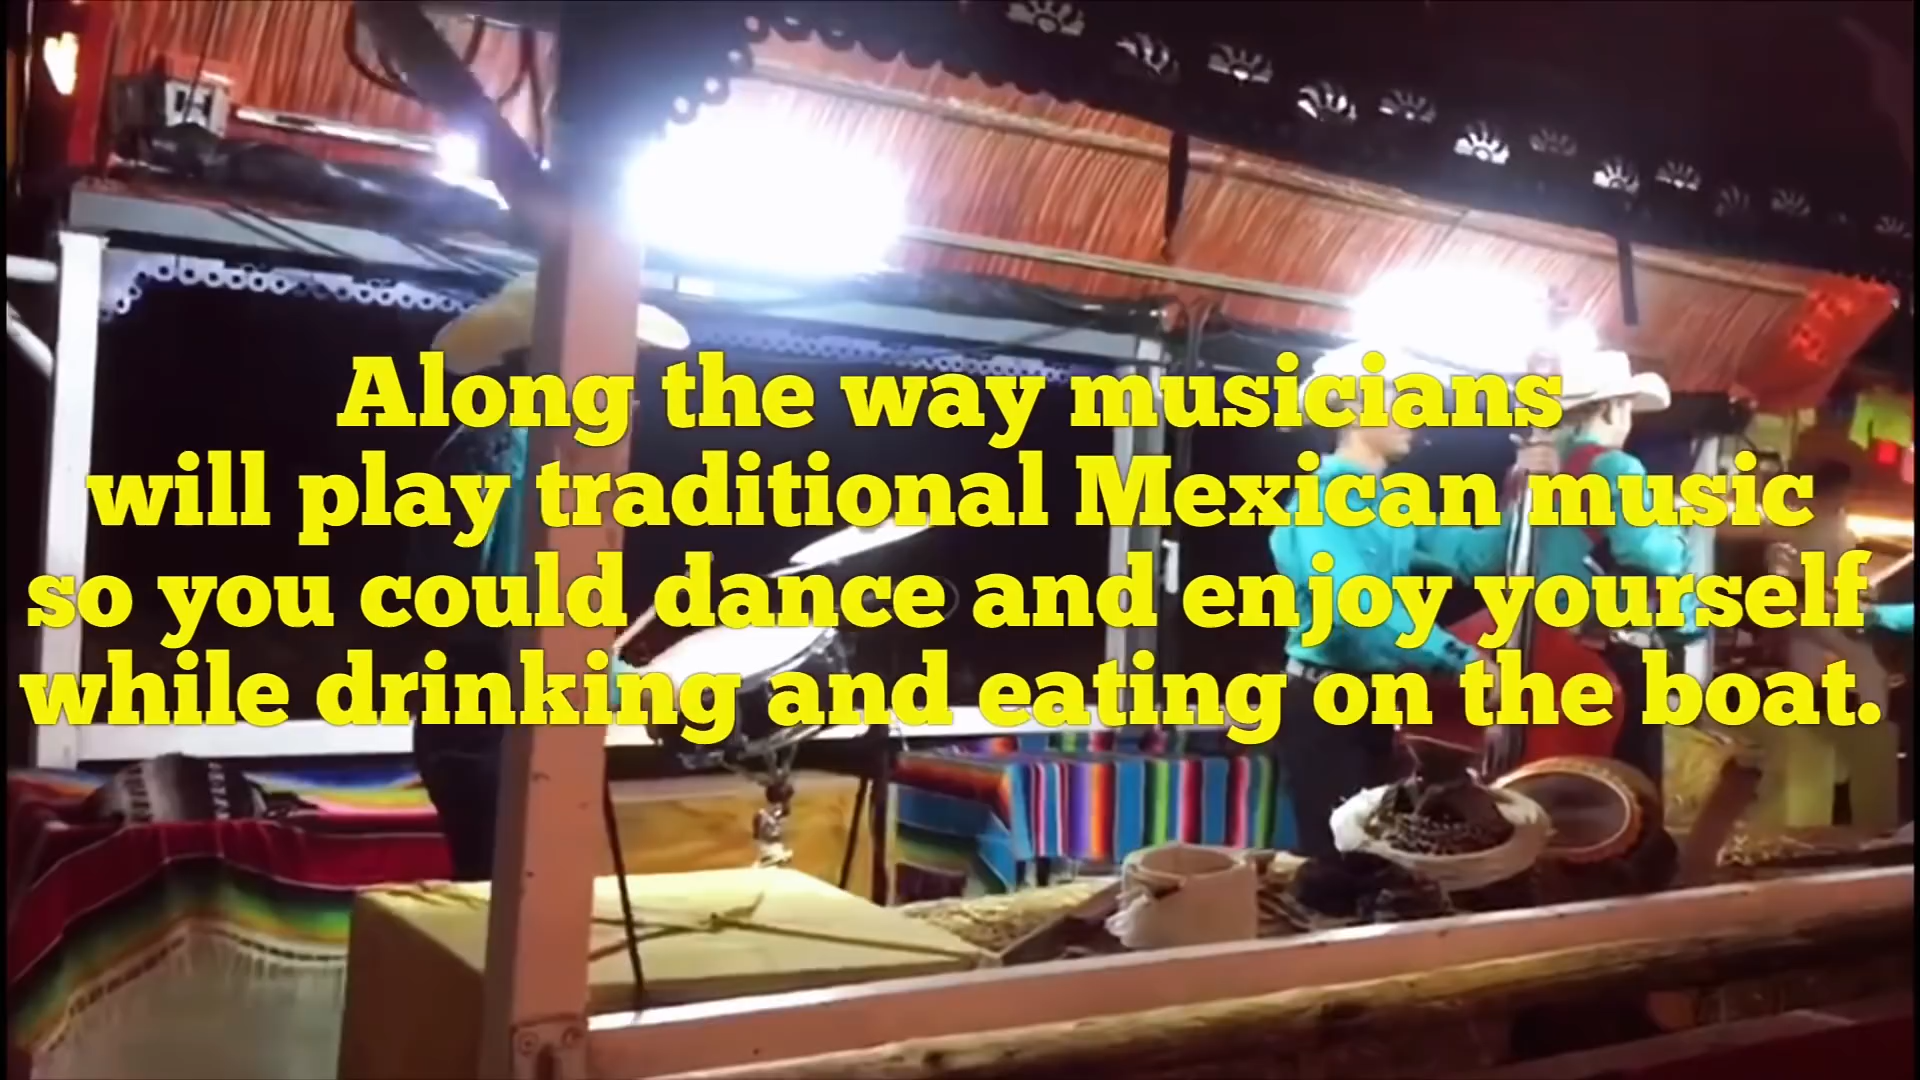 Along the way musicians
will play traditional Mexican music
so you could dance and enjoy yourself
while drinking and eating on the boat.